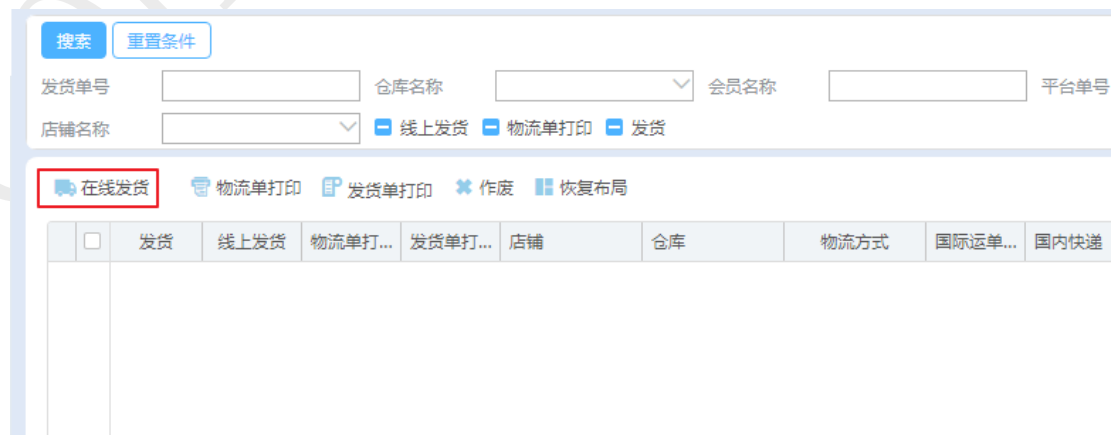 搜索 重置条件
发货单号 仓库名称 会员名称 平台单号
店铺名称 线上发货 物流单打印 发货
在线发货 物流单打印 发货单打印 作废 恢复布局
发货 线上发货 物流单打... 发货单打... 店铺 仓库 物流方式 国际运单... 国内快递